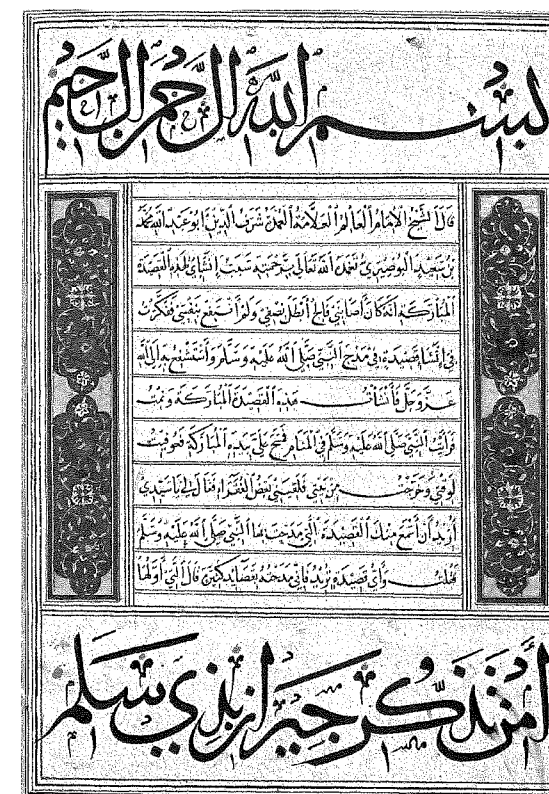 بسم الله الرحمن الرحيم
قال الشيخ الإمام العالم العلامة العمدة شرف الدين أبو عبد الله محمد
بن سعيد البوصيري تغمده الله تعالى برحمته سبب إنشاي لهذه القصيدة
المباركة أنه كان أصابني فالج أبطل نصفي ولم أنتفع بنفسي ففكرت
في إنشاء قصيدة في مدح النبي صلى الله عليه وسلم وأستشفع به إلى الله
عز وجل فأنشأت هذه القصيدة المباركة ونمت
فرأيت النبي صلى الله عليه وسلم في المنام فمسح علي بيده المباركة فعوفيت
لوقتي وخرجت من بيتي فلقيني بعض الفقراء فقال لي يا سيدي
أريد أن أسمع منك القصيدة التي مدحت بها النبي صلى الله عليه وسلم
فقلت وأي قصيدة تريد فإني مدحته بقصايد كثيرة قال التي أولها
أمن تذكر جيران بذي سلم